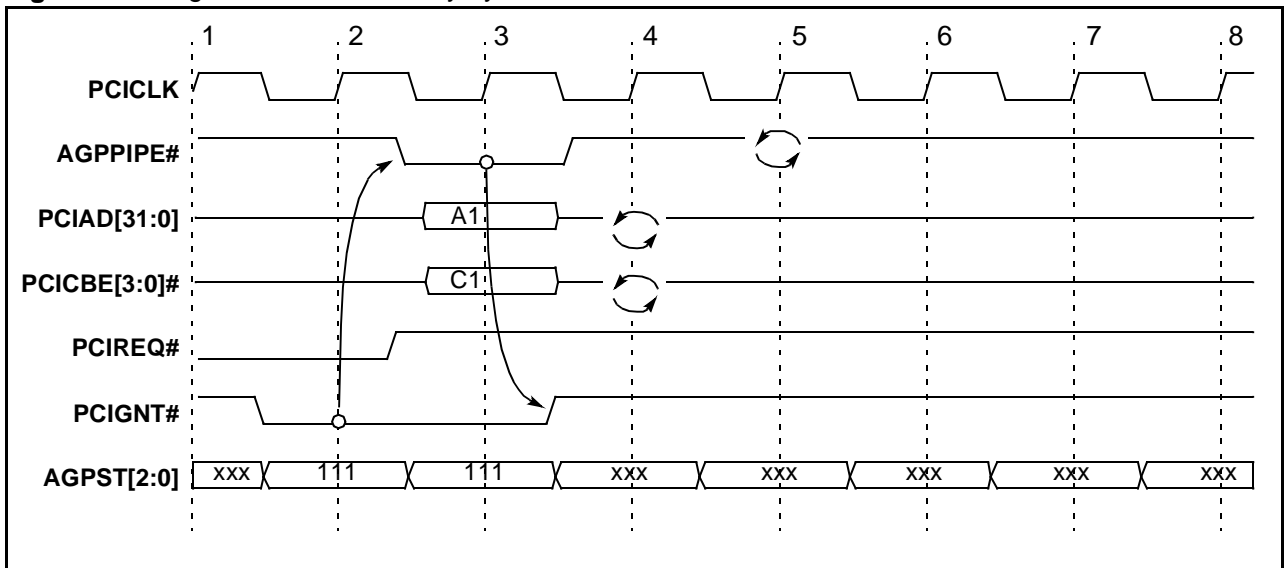 1 2 3 4 5 6 7 8
PCICLK
AGPPIPE#
PCIAD[31:0] A1
PCICBE[3:0]# C1
PCIREQ#
PCIGNT#
AGPST[2:0] xxx 111 111 xxx xxx xxx xxx xxx